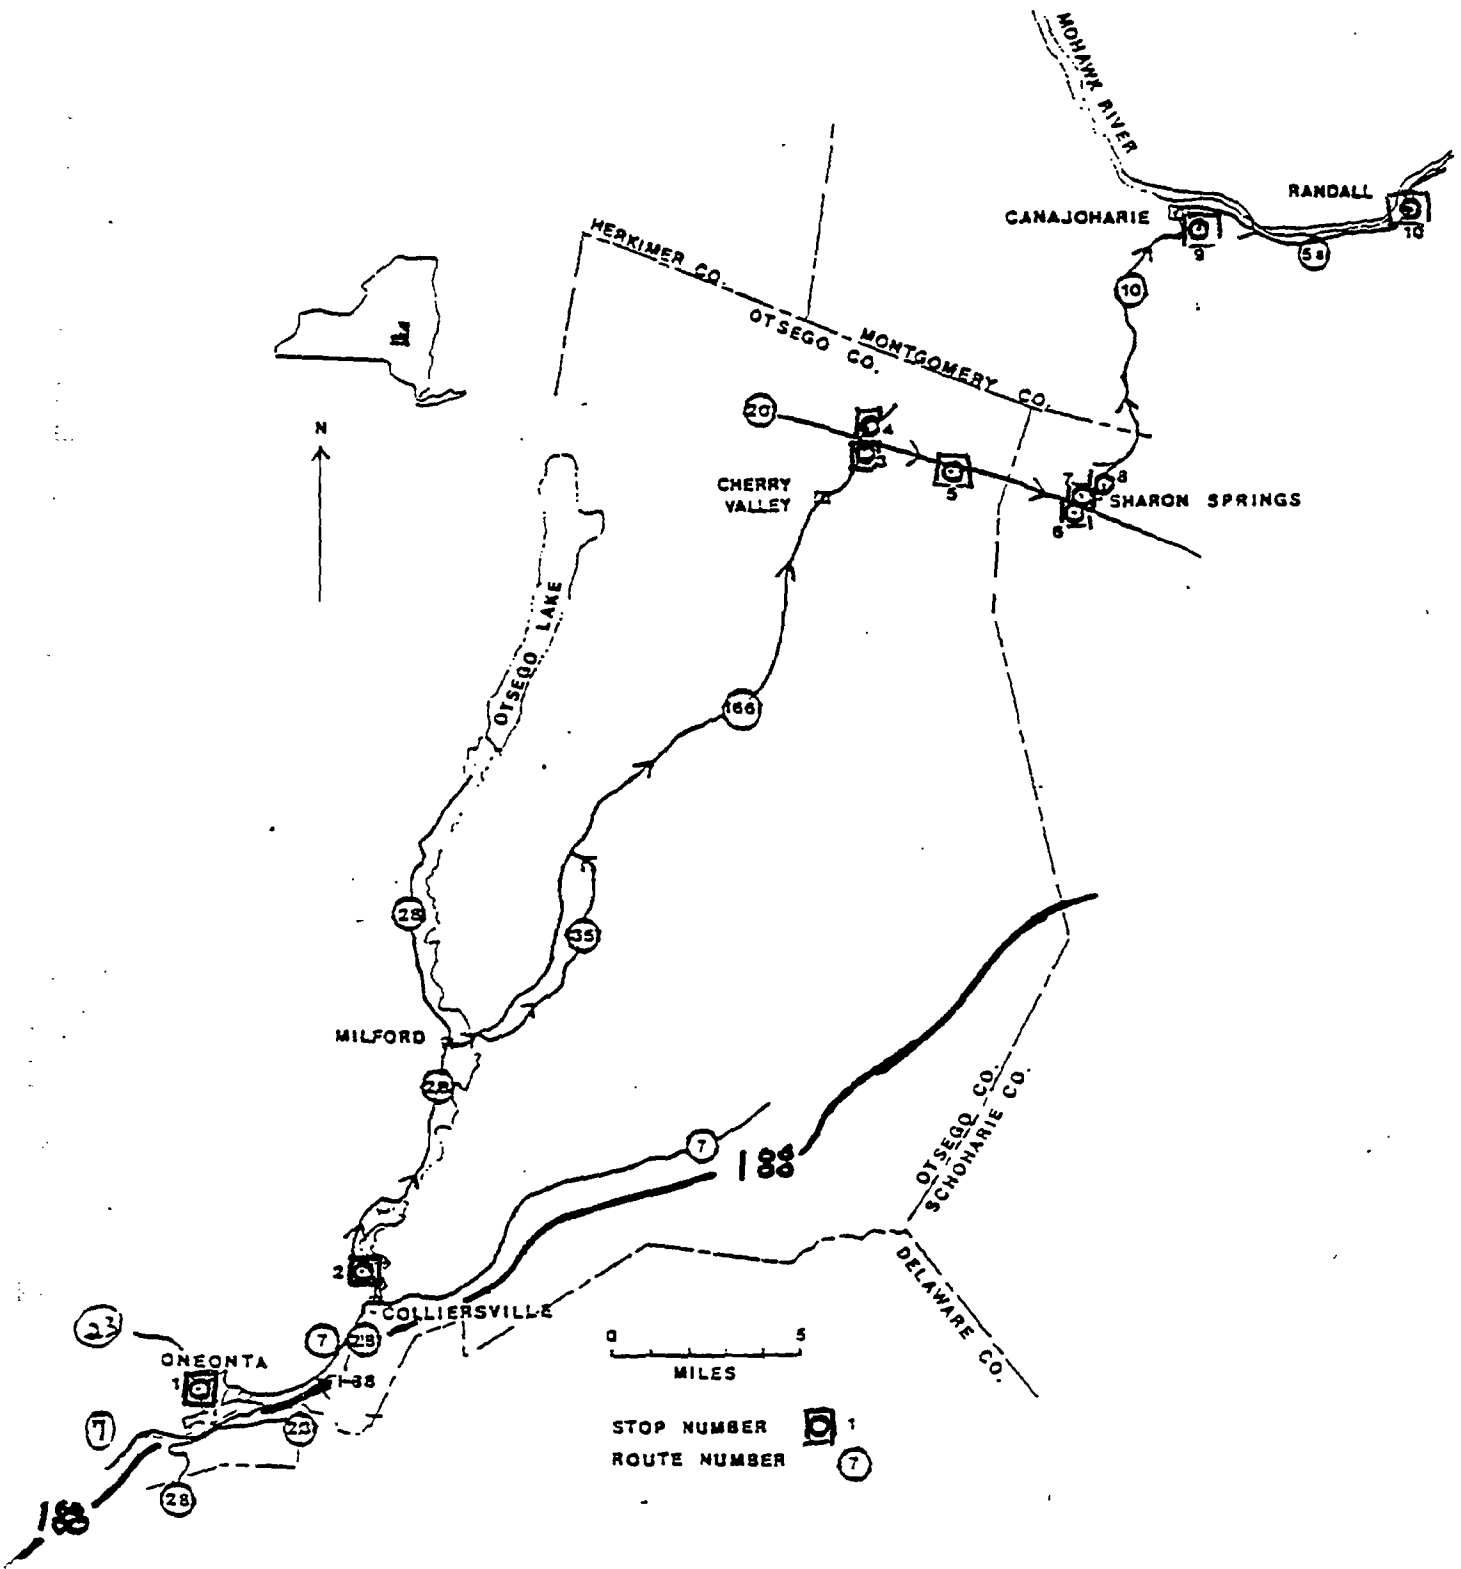 MOHAWK RIVER
RANDALL
CANAJOHARIE
10
9
5s
10
HERKIMER CO.
OTSEGO CO.
MONTGOMERY CO.
N
20
4
3
CHERRY
VALLEY
5
7
8
SHARON SPRINGS
6
OTSEGO LAKE
166
28
35
MILFORD
28
7
I 88
OTSEGO CO.
SCHOHARIE CO.
DELAWARE CO.
2
COLLIERSVILLE
23
7
28
ONEONTA
1
I-88
0 5
MILES
7
28
STOP NUMBER 1
ROUTE NUMBER 7
28
I 88